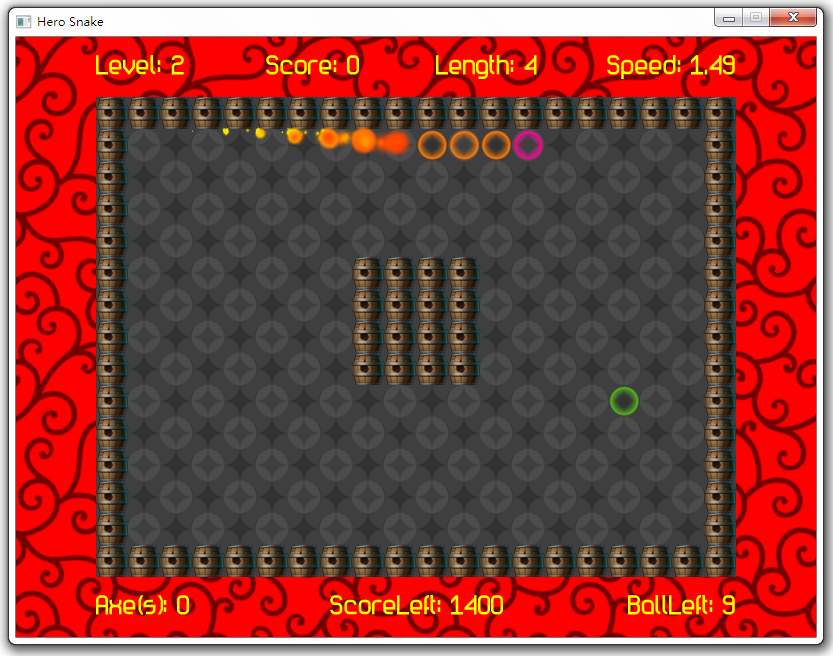 Hero Snake
Level: 2 Score: 0 Length: 4 Speed: 1.49
Axe(s): 0 ScoreLeft: 1400 BallLeft: 9